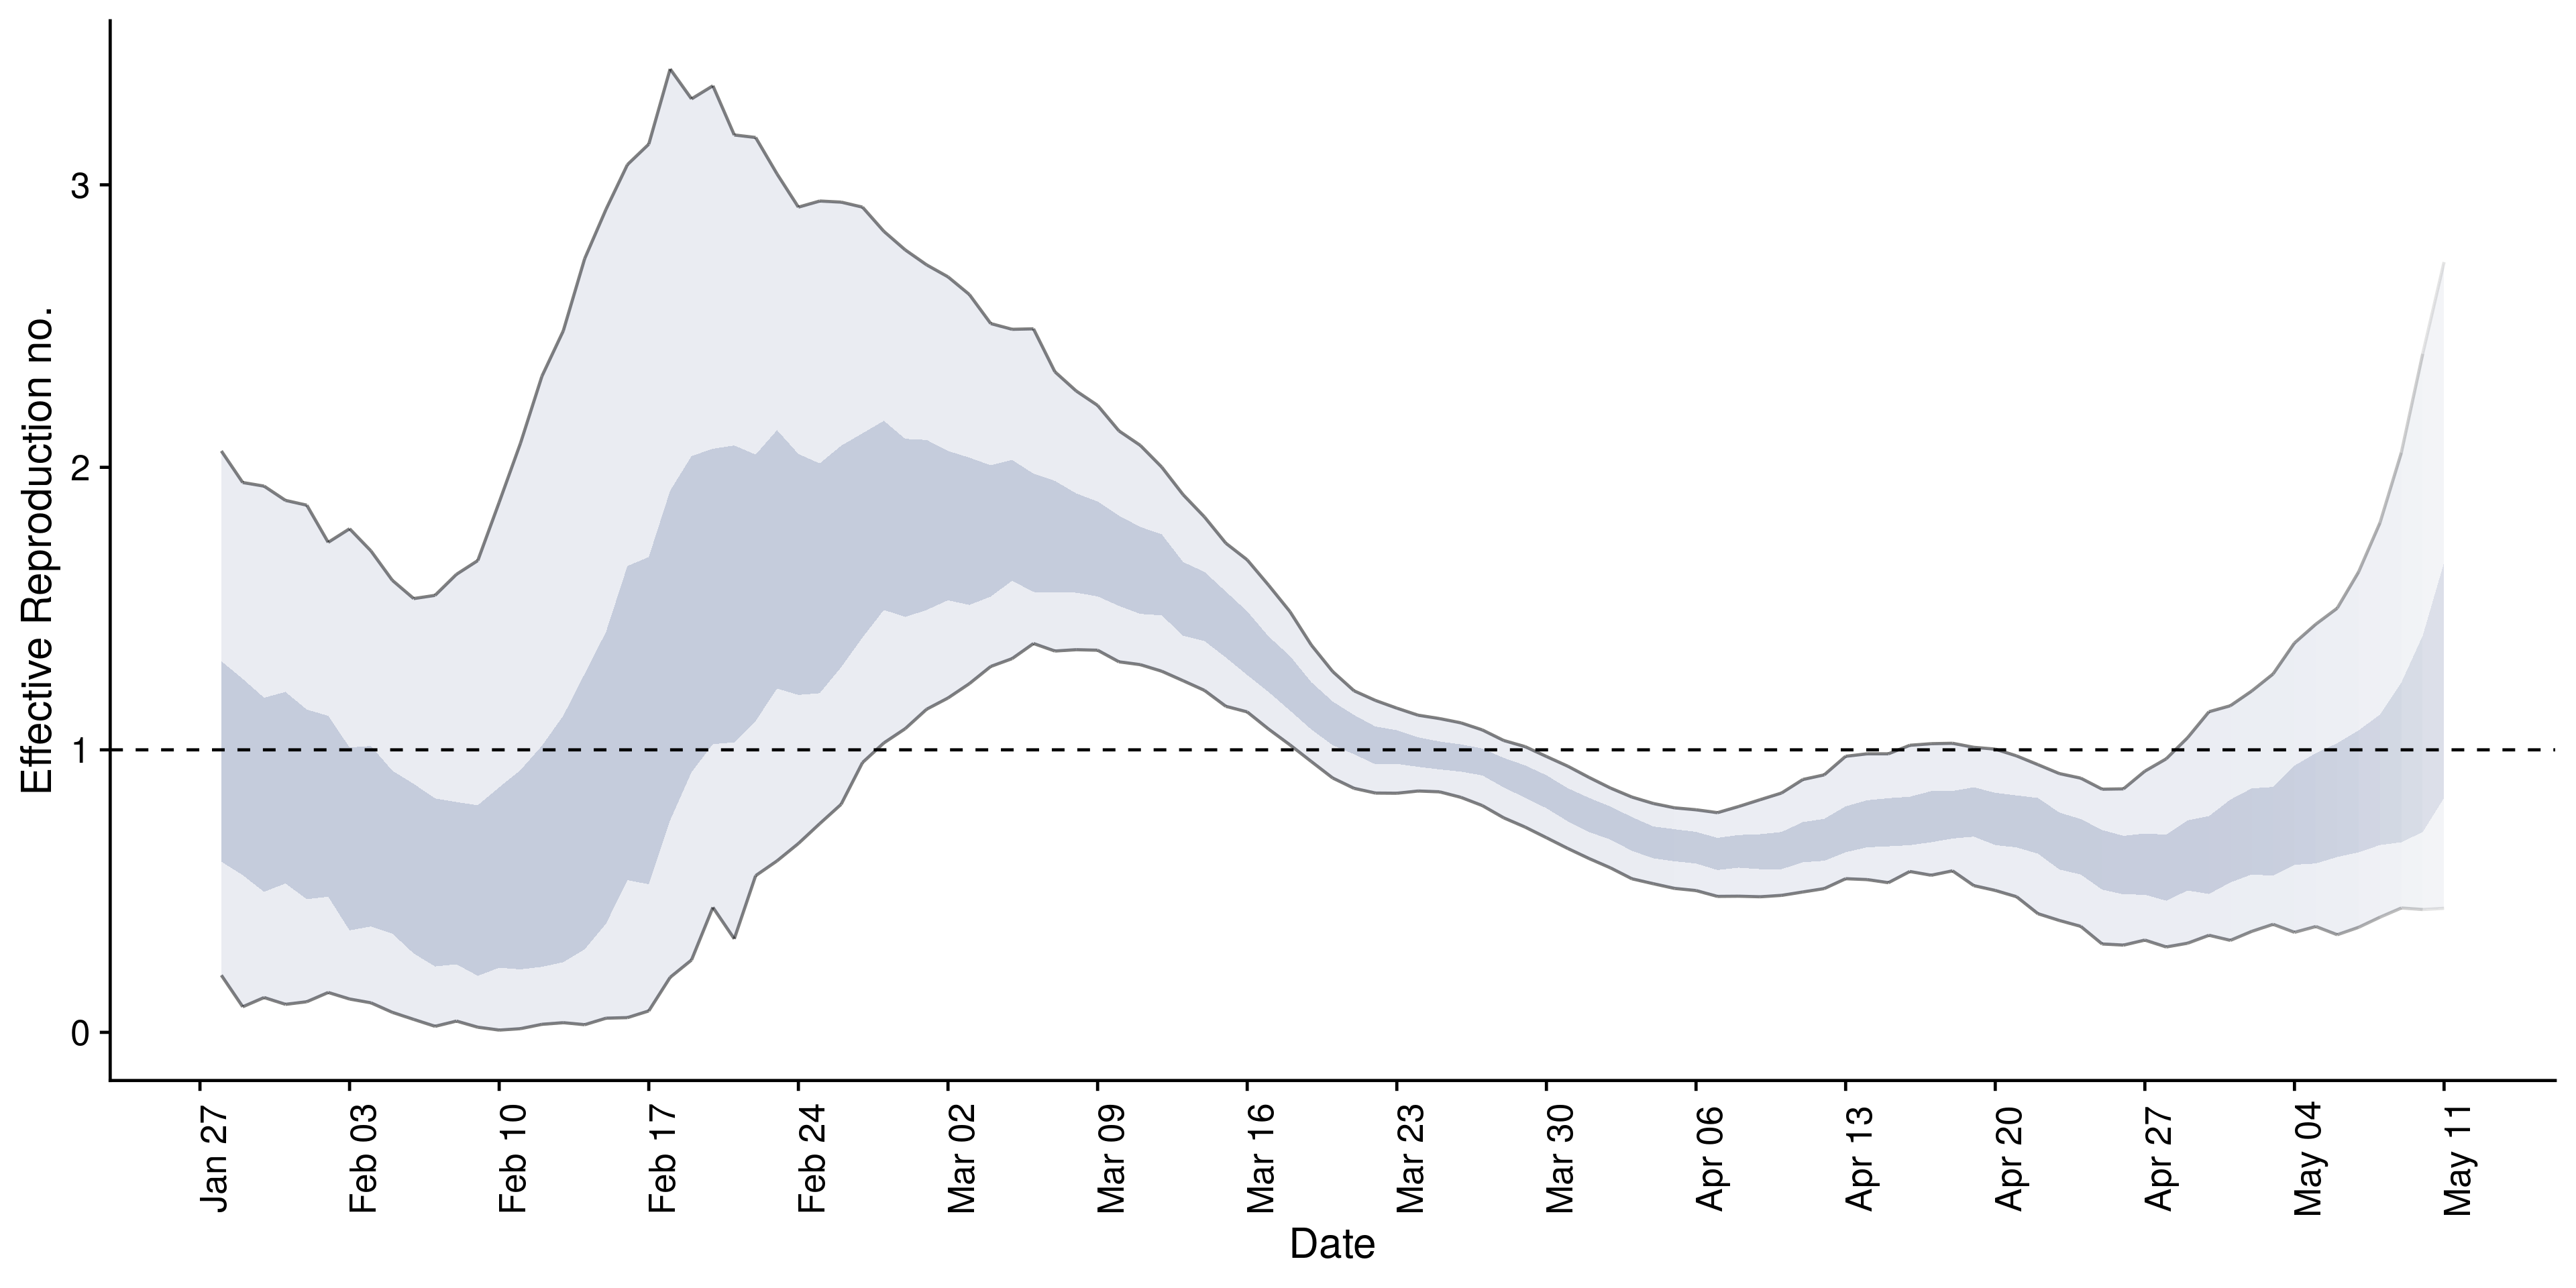 Effective Reproduction no.
3
2
1
0
Jan 27
Feb 03
Feb 10
Feb 17
Feb 24
Mar 02
Mar 09
Mar 16
Mar 23
Mar 30
Apr 06
Apr 13
Apr 20
Apr 27
May 04
May 11
Date